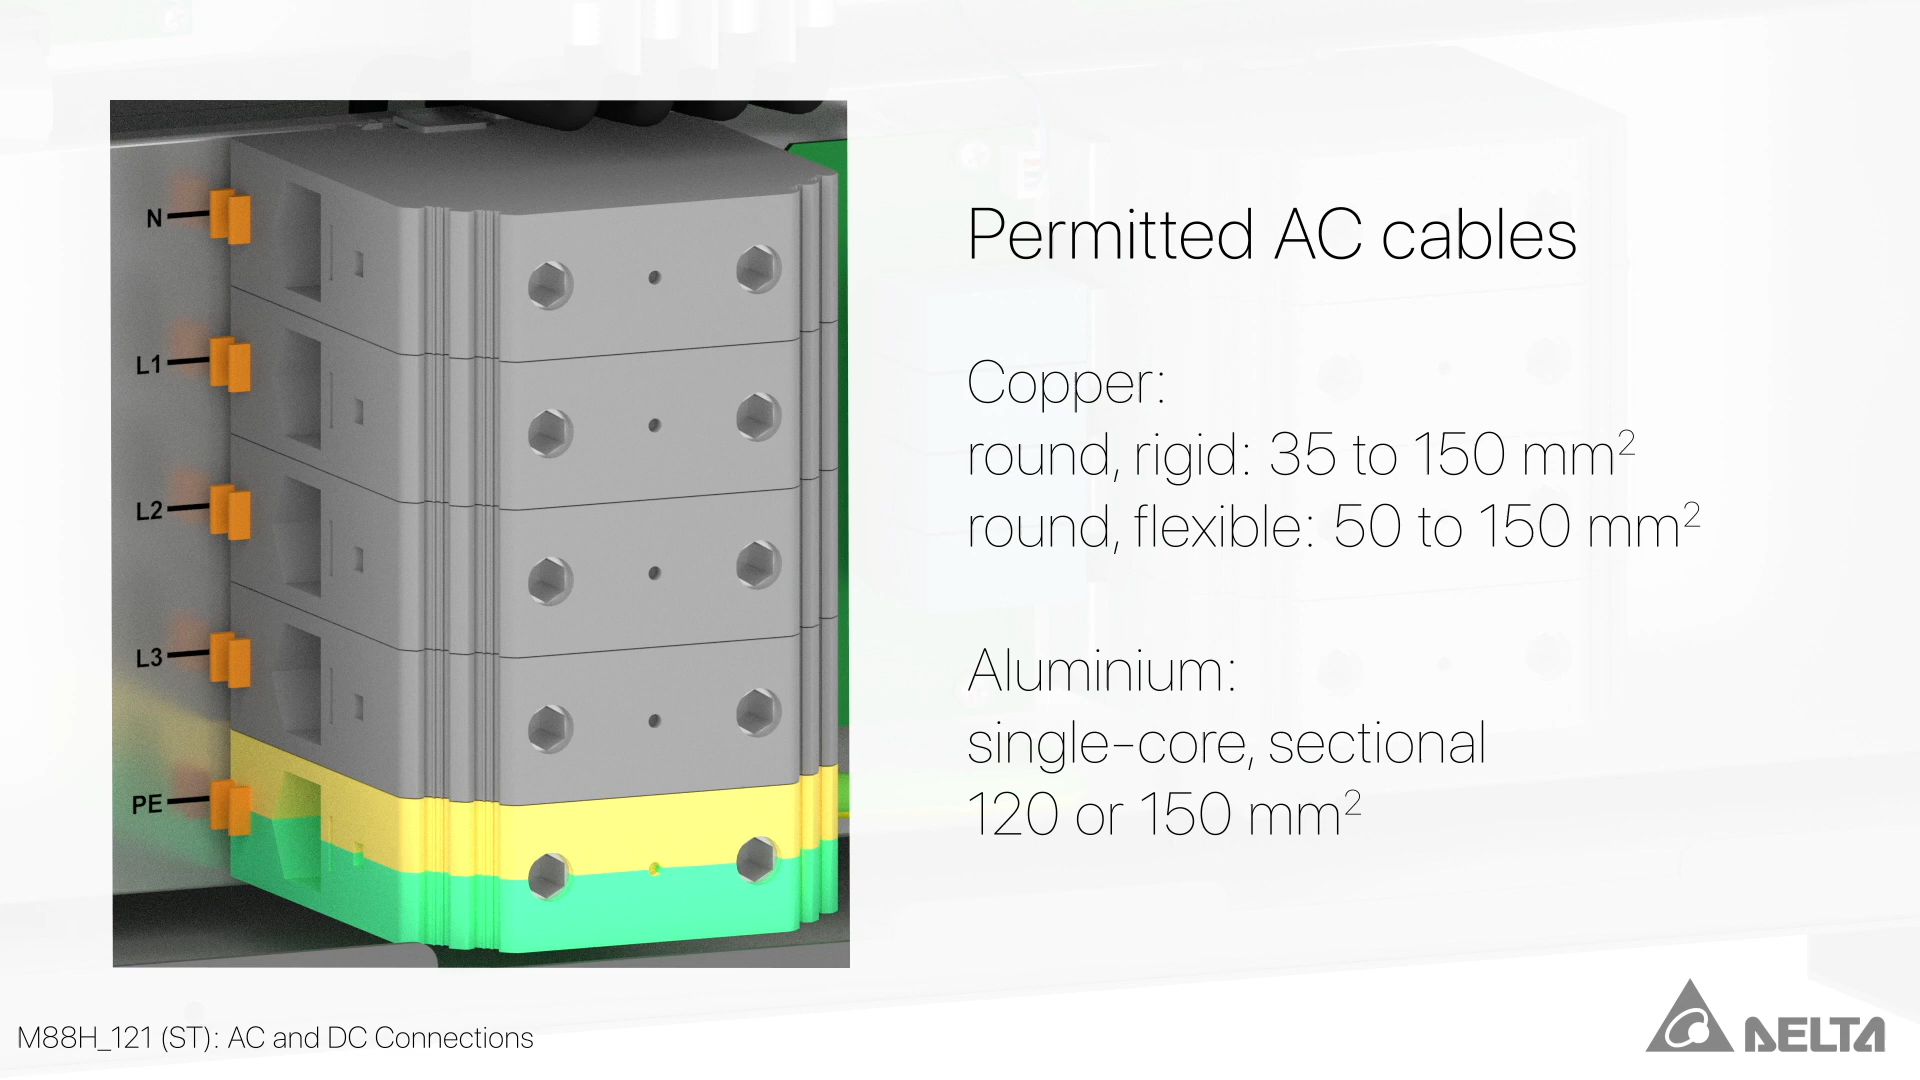 N
L1
L2
L3
PE
Permitted AC cables
Copper:
round, rigid: 35 to 150 mm²
round, flexible: 50 to 150 mm²
Aluminium:
single-core, sectional
120 or 150 mm²
M88H_121 (ST): AC and DC Connections
DELTA